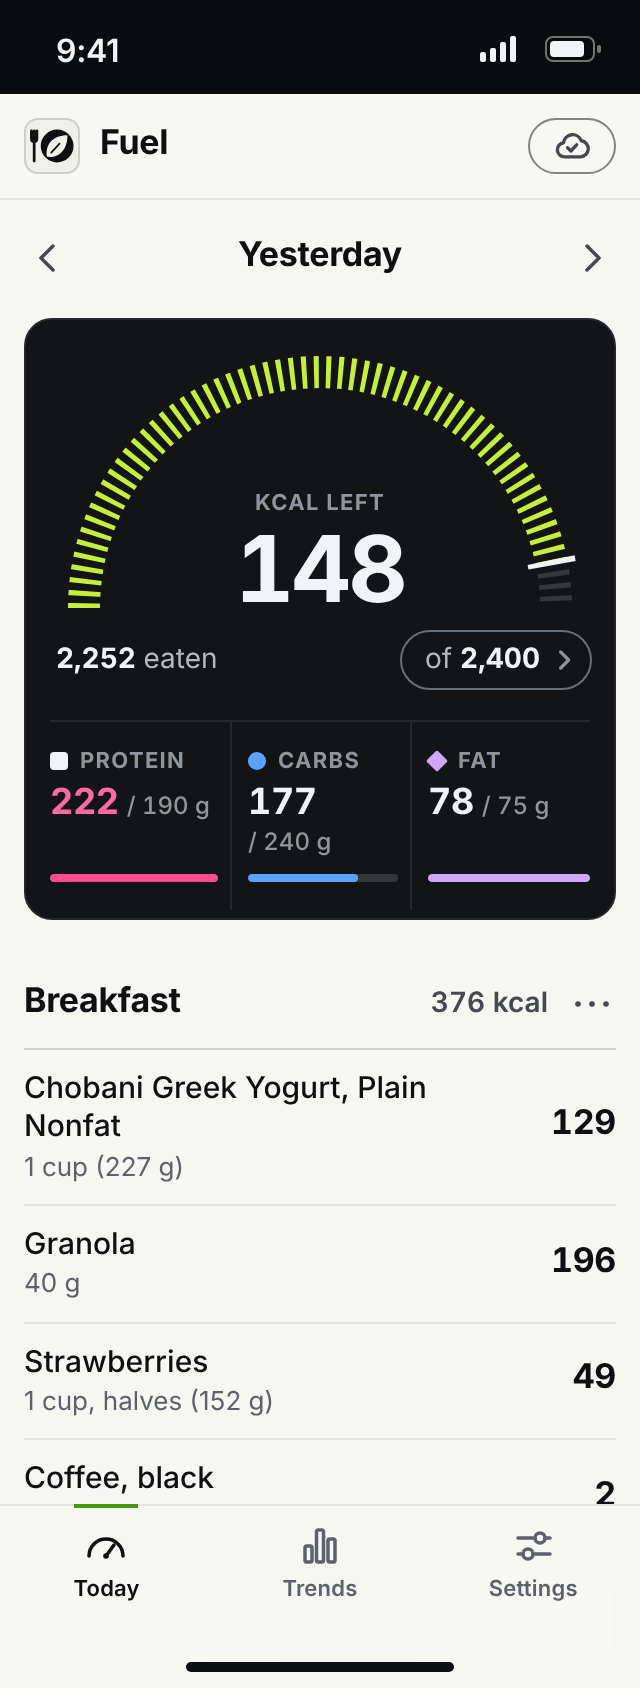 9:41
Fuel
Yesterday
KCAL LEFT
148
2,252 eaten
of 2,400
PROTEIN
222 / 190 g
CARBS
177
/ 240 g
FAT
78 / 75 g
Breakfast
376 kcal
Chobani Greek Yogurt, Plain
Nonfat
129
1 cup (227 g)
Granola
196
40 g
Strawberries
49
1 cup, halves (152 g)
Coffee, black
2
Today
Trends
Settings